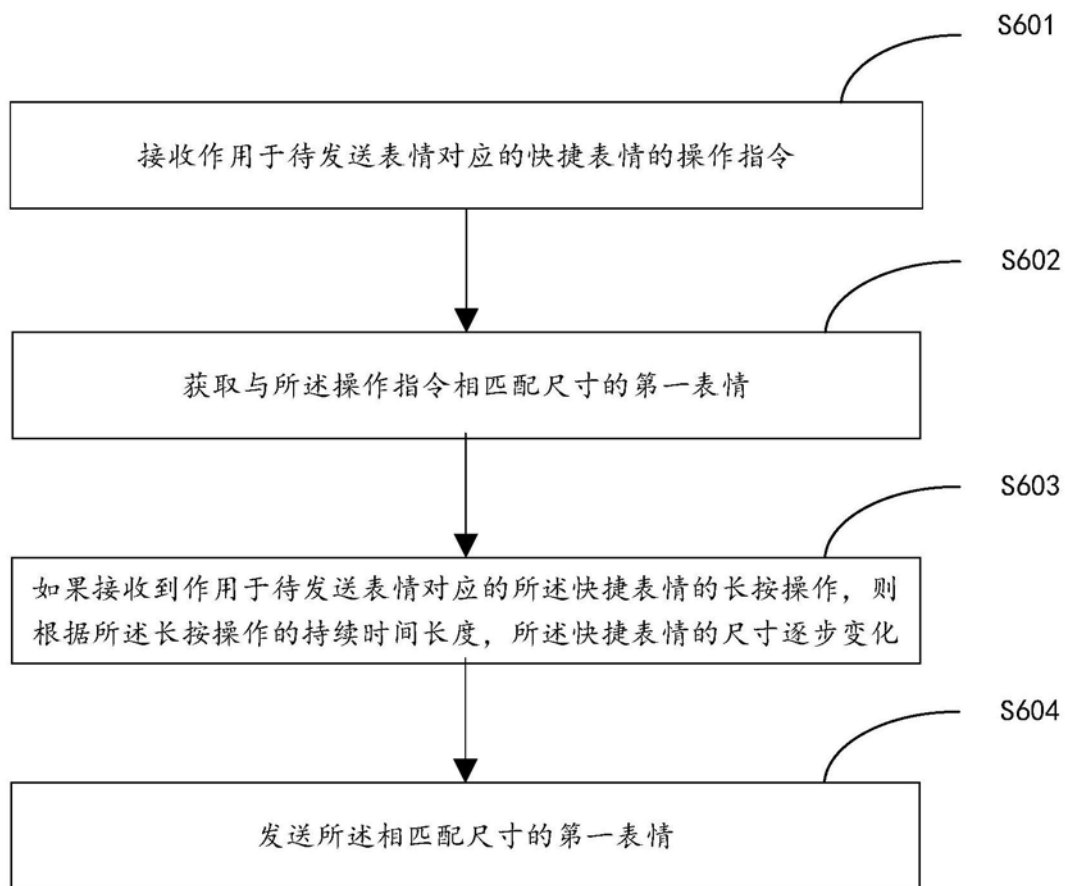 S601
接收作用于待发送表情对应的快捷表情的操作指令
S602
获取与所述操作指令相匹配尺寸的第一表情
S603
如果接收到作用于待发送表情对应的所述快捷表情的长按操作，则
根据所述长按操作的持续时间长度，所述快捷表情的尺寸逐步变化
S604
发送所述相匹配尺寸的第一表情